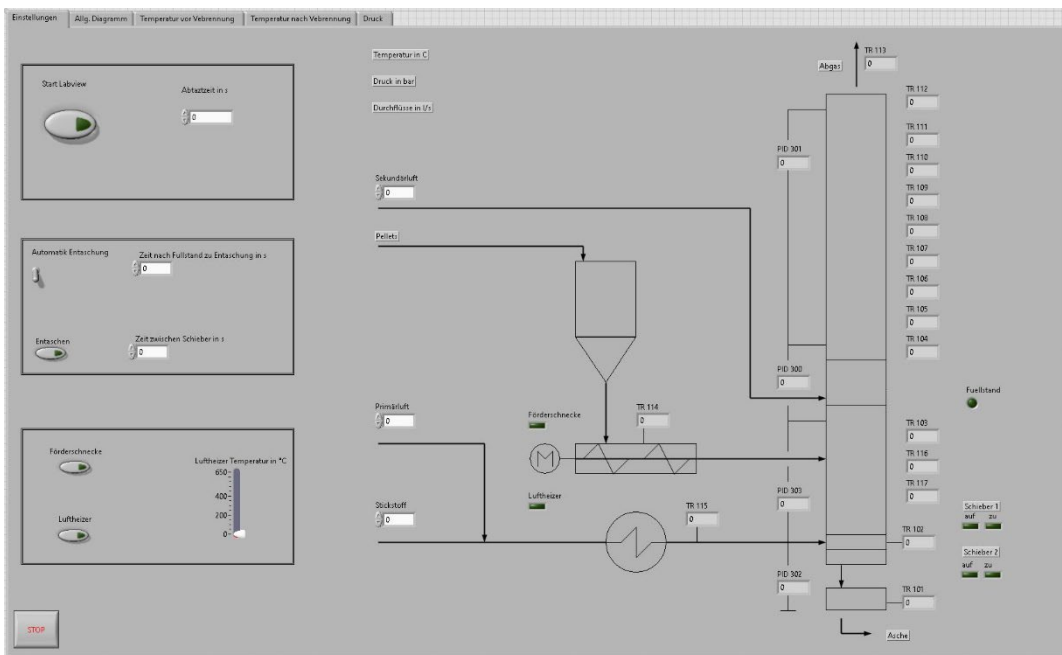 Einstellungen
Allg. Diagramm
Temperatur vor Vebrennung
Temperatur nach Vebrennung
Druck
Start Labview
Abtaztzeit in s
0
Automatik Entaschung
Zeit nach Fullstand zu Entaschung in s
0
Entaschen
Zeit zwischen Schieber in s
0
Förderschnecke
Luftheizer Temperatur in °C
650
400
200
0
Luftheizer
STOP
Temperatur in C
Druck in bar
Durchflüsse in l/s
Sekundärluft
0
Pellets
Primärluft
0
Stickstoff
0
Förderschnecke
M
TR 114
0
Luftheizer
TR 115
0
PID 301
0
PID 300
0
PID 303
0
PID 302
0
Abgas
TR 113
0
TR 112
0
TR 111
0
TR 110
0
TR 109
0
TR 108
0
TR 107
0
TR 106
0
TR 105
0
TR 104
0
TR 103
0
TR 116
0
TR 117
0
TR 102
0
TR 101
0
Asche
Fuellstand
Schieber 1
auf zu
Schieber 2
auf zu